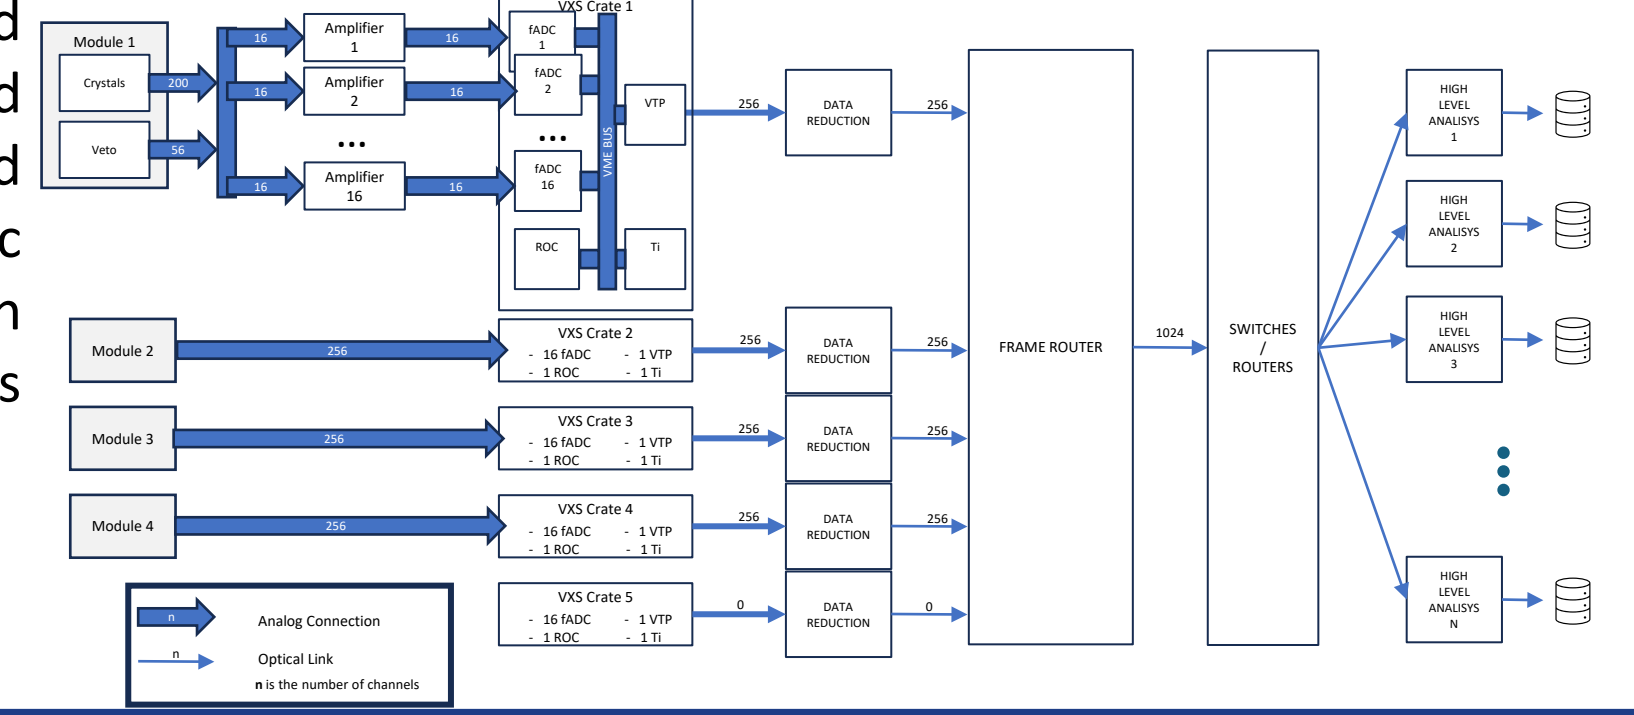 d
d
d
c
n
s
Module 1
Crystals
Veto
200
56
16
16
16
Amplifier
1
Amplifier
2
...
Amplifier
16
16
16
16
VXS Crate 1
fADC
1
fADC
2
...
fADC
16
ROC
VME BUS
VTP
Ti
256
DATA
REDUCTION
256
Module 2
256
VXS Crate 2
- 16 fADC - 1 VTP
- 1 ROC - 1 Ti
256
DATA
REDUCTION
256
Module 3
256
VXS Crate 3
- 16 fADC - 1 VTP
- 1 ROC - 1 Ti
256
DATA
REDUCTION
256
Module 4
256
VXS Crate 4
- 16 fADC - 1 VTP
- 1 ROC - 1 Ti
256
DATA
REDUCTION
256
VXS Crate 5
- 16 fADC - 1 VTP
- 1 ROC - 1 Ti
0
DATA
REDUCTION
0
FRAME ROUTER
1024
SWITCHES
/
ROUTERS
HIGH
LEVEL
ANALISYS
1
HIGH
LEVEL
ANALISYS
2
HIGH
LEVEL
ANALISYS
3
HIGH
LEVEL
ANALISYS
N
n
Analog Connection
n
Optical Link
n is the number of channels